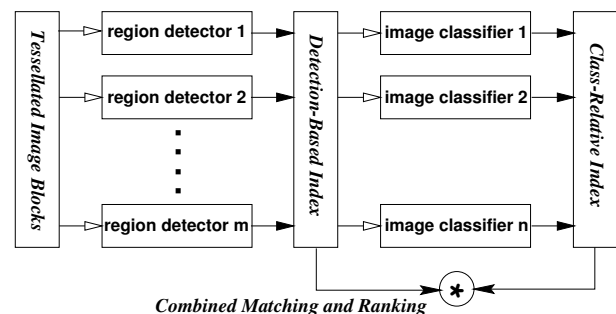 Tessellated Image Blocks
region detector 1
region detector 2
region detector m
Detection-Based Index
image classifier 1
image classifier 2
image classifier n
Class-Relative Index
*
Combined Matching and Ranking